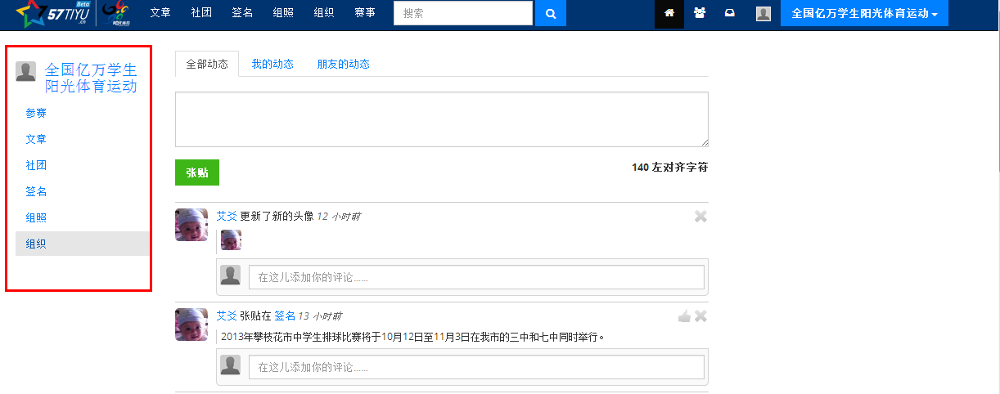 57TIYU Beta .cn 文章 社团 签名 组照 组织 赛事 搜索 全国亿万学生阳光体育运动
全国亿万学生
阳光体育运动
参赛
文章
社团
签名
组照
组织
全部动态 我的动态 朋友的动态
张贴 140 左对齐字符
艾爻 更新了新的头像 12 小时前
在这儿添加你的评论......
艾爻 张贴在 签名 13 小时前
2013年攀枝花市中学生排球比赛将于10月12日至11月3日在我市的三中和七中同时举行。
在这儿添加你的评论......